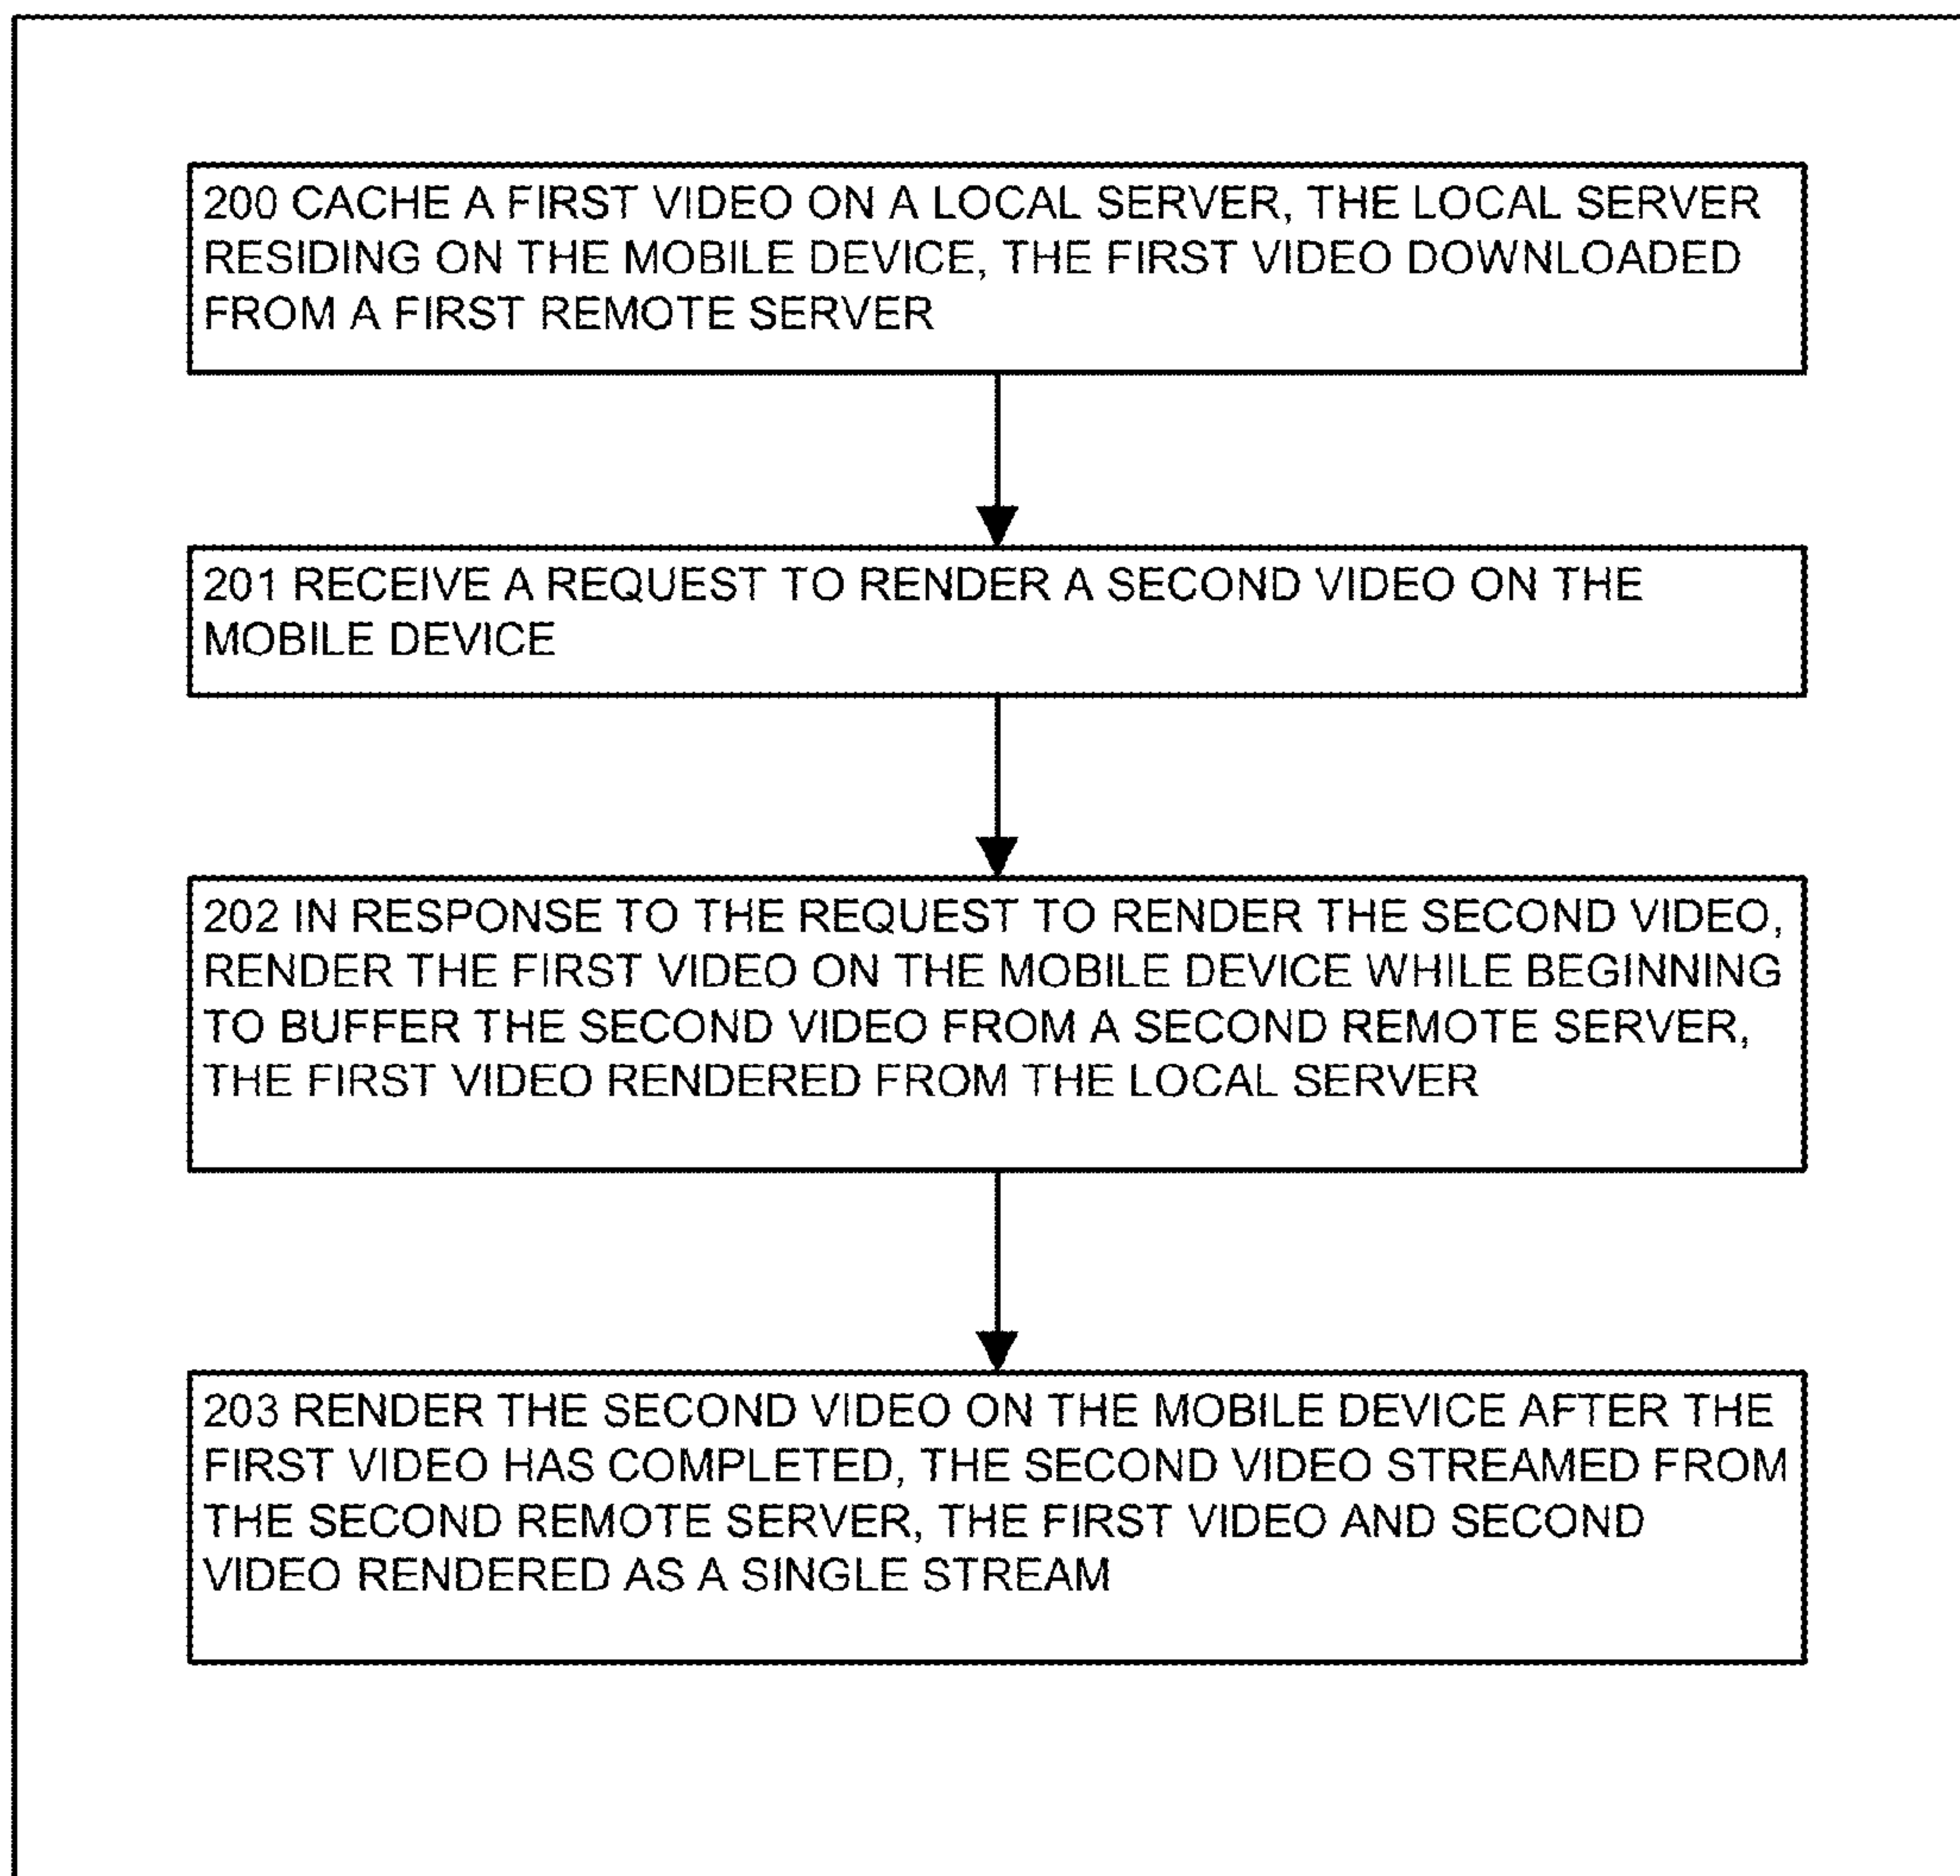 200 CACHE A FIRST VIDEO ON A LOCAL SERVER, THE LOCAL SERVER
RESIDING ON THE MOBILE DEVICE, THE FIRST VIDEO DOWNLOADED
FROM A FIRST REMOTE SERVER
201 RECEIVE A REQUEST TO RENDER A SECOND VIDEO ON THE
MOBILE DEVICE
202 IN RESPONSE TO THE REQUEST TO RENDER THE SECOND VIDEO,
RENDER THE FIRST VIDEO ON THE MOBILE DEVICE WHILE BEGINNING
TO BUFFER THE SECOND VIDEO FROM A SECOND REMOTE SERVER,
THE FIRST VIDEO RENDERED FROM THE LOCAL SERVER
203 RENDER THE SECOND VIDEO ON THE MOBILE DEVICE AFTER THE
FIRST VIDEO HAS COMPLETED, THE SECOND VIDEO STREAMED FROM
THE SECOND REMOTE SERVER, THE FIRST VIDEO AND SECOND
VIDEO RENDERED AS A SINGLE STREAM